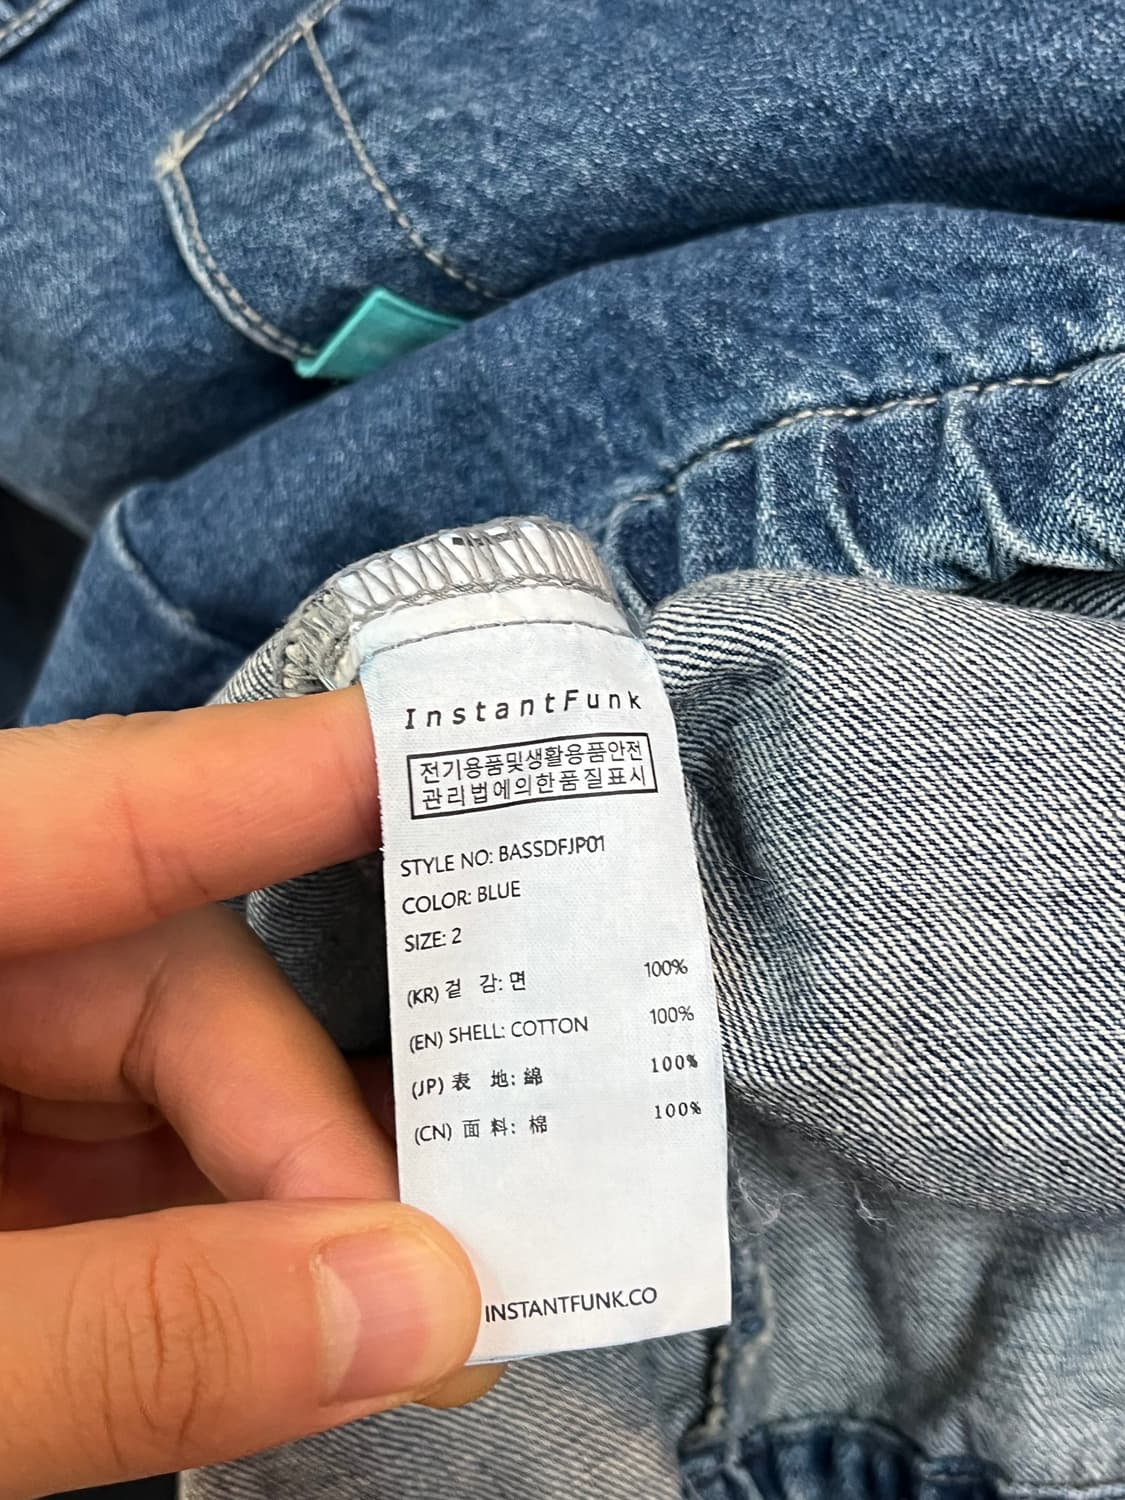 InstantFunk
전기용품및생활용품안전
관리법에의한품질표시
STYLE NO: BASSDFJP01
COLOR: BLUE
SIZE: 2
(KR) 겉 감: 면 100%
(EN) SHELL: COTTON 100%
(JP) 表 地: 綿 100%
(CN) 面 料: 棉 100%
INSTANTFUNK.CO